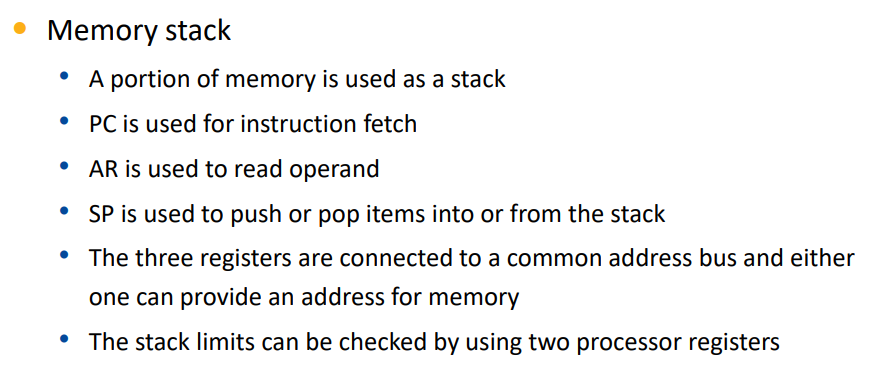 Memory stack
A portion of memory is used as a stack
PC is used for instruction fetch
AR is used to read operand
SP is used to push or pop items into or from the stack
The three registers are connected to a common address bus and either
one can provide an address for memory
The stack limits can be checked by using two processor registers